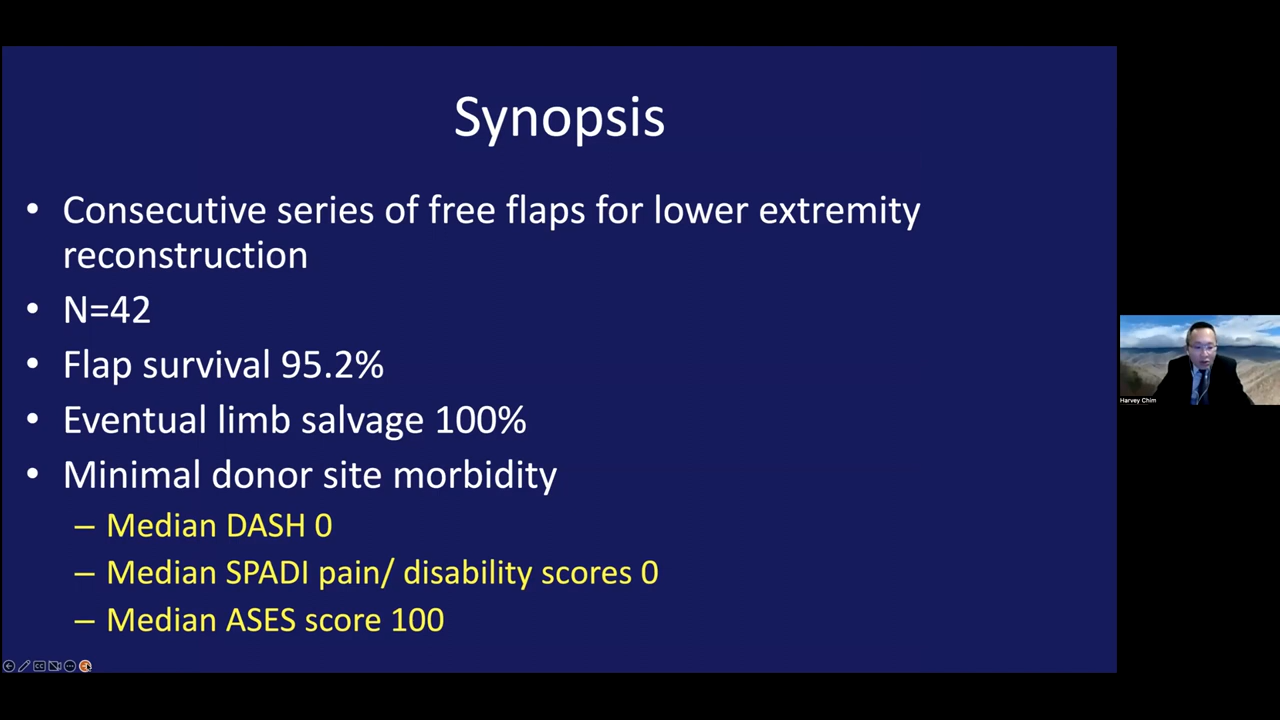 Synopsis
• Consecutive series of free flaps for lower extremity
reconstruction
• N=42
• Flap survival 95.2%
• Eventual limb salvage 100%
• Minimal donor site morbidity
– Median DASH 0
– Median SPADI pain/ disability scores 0
– Median ASES score 100
Harvey Chim
CC